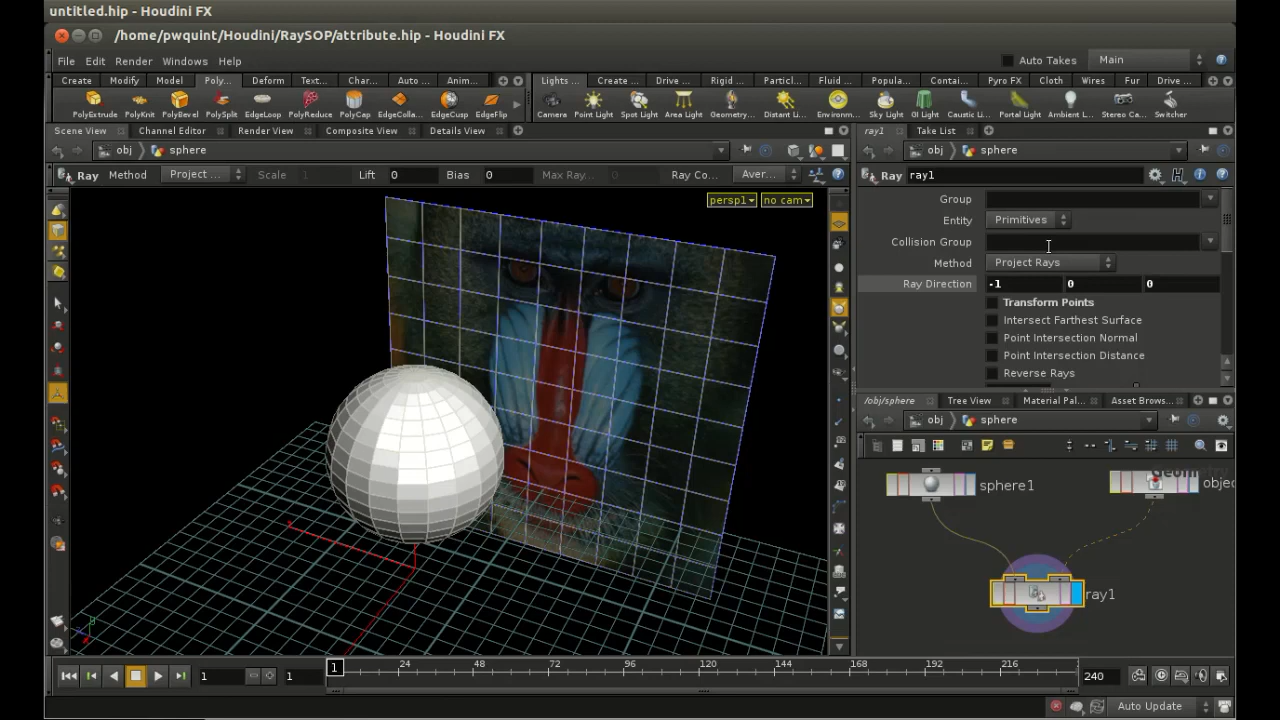 untitled.hip - Houdini FX
/home/pwquint/Houdini/RaySOP/attribute.hip - Houdini FX
File Edit Render Windows Help
Auto Takes Main
Create Modify Model Poly... Deform Text... Char... Auto ... Anim...
Lights ... Create ... Drive ... Rigid ... Particl... Fluid ... Popula... Contai... Pyro FX Cloth Wires Fur Drive ...
PolyExtrude PolyKnit PolyBevel PolySplit EdgeLoop PolyReduce PolyCap EdgeColla... EdgeCusp EdgeFlip
Camera Point Light Spot Light Area Light Geometry... Distant Li... Environm... Sky Light GI Light Caustic Li... Portal Light Ambient L... Stereo Ca... Switcher
Scene View Channel Editor Render View Composite View Details View
ray1 Take List
obj sphere
obj sphere
Ray Method Project ... Scale 1 Lift 0 Bias 0 Max Ray... 0 Ray Co... Aver...
Ray ray1
persp1 no cam
Group
Entity Primitives
Collision Group
Method Project Rays
Ray Direction -1 0 0
Transform Points
Intersect Farthest Surface
Point Intersection Normal
Point Intersection Distance
Reverse Rays
/obj/sphere Tree View Material Pal... Asset Brows...
obj sphere
Geometry
sphere1
objec
ray1
1 1 1 24 48 72 96 120 144 168 192 216 2 240
Auto Update